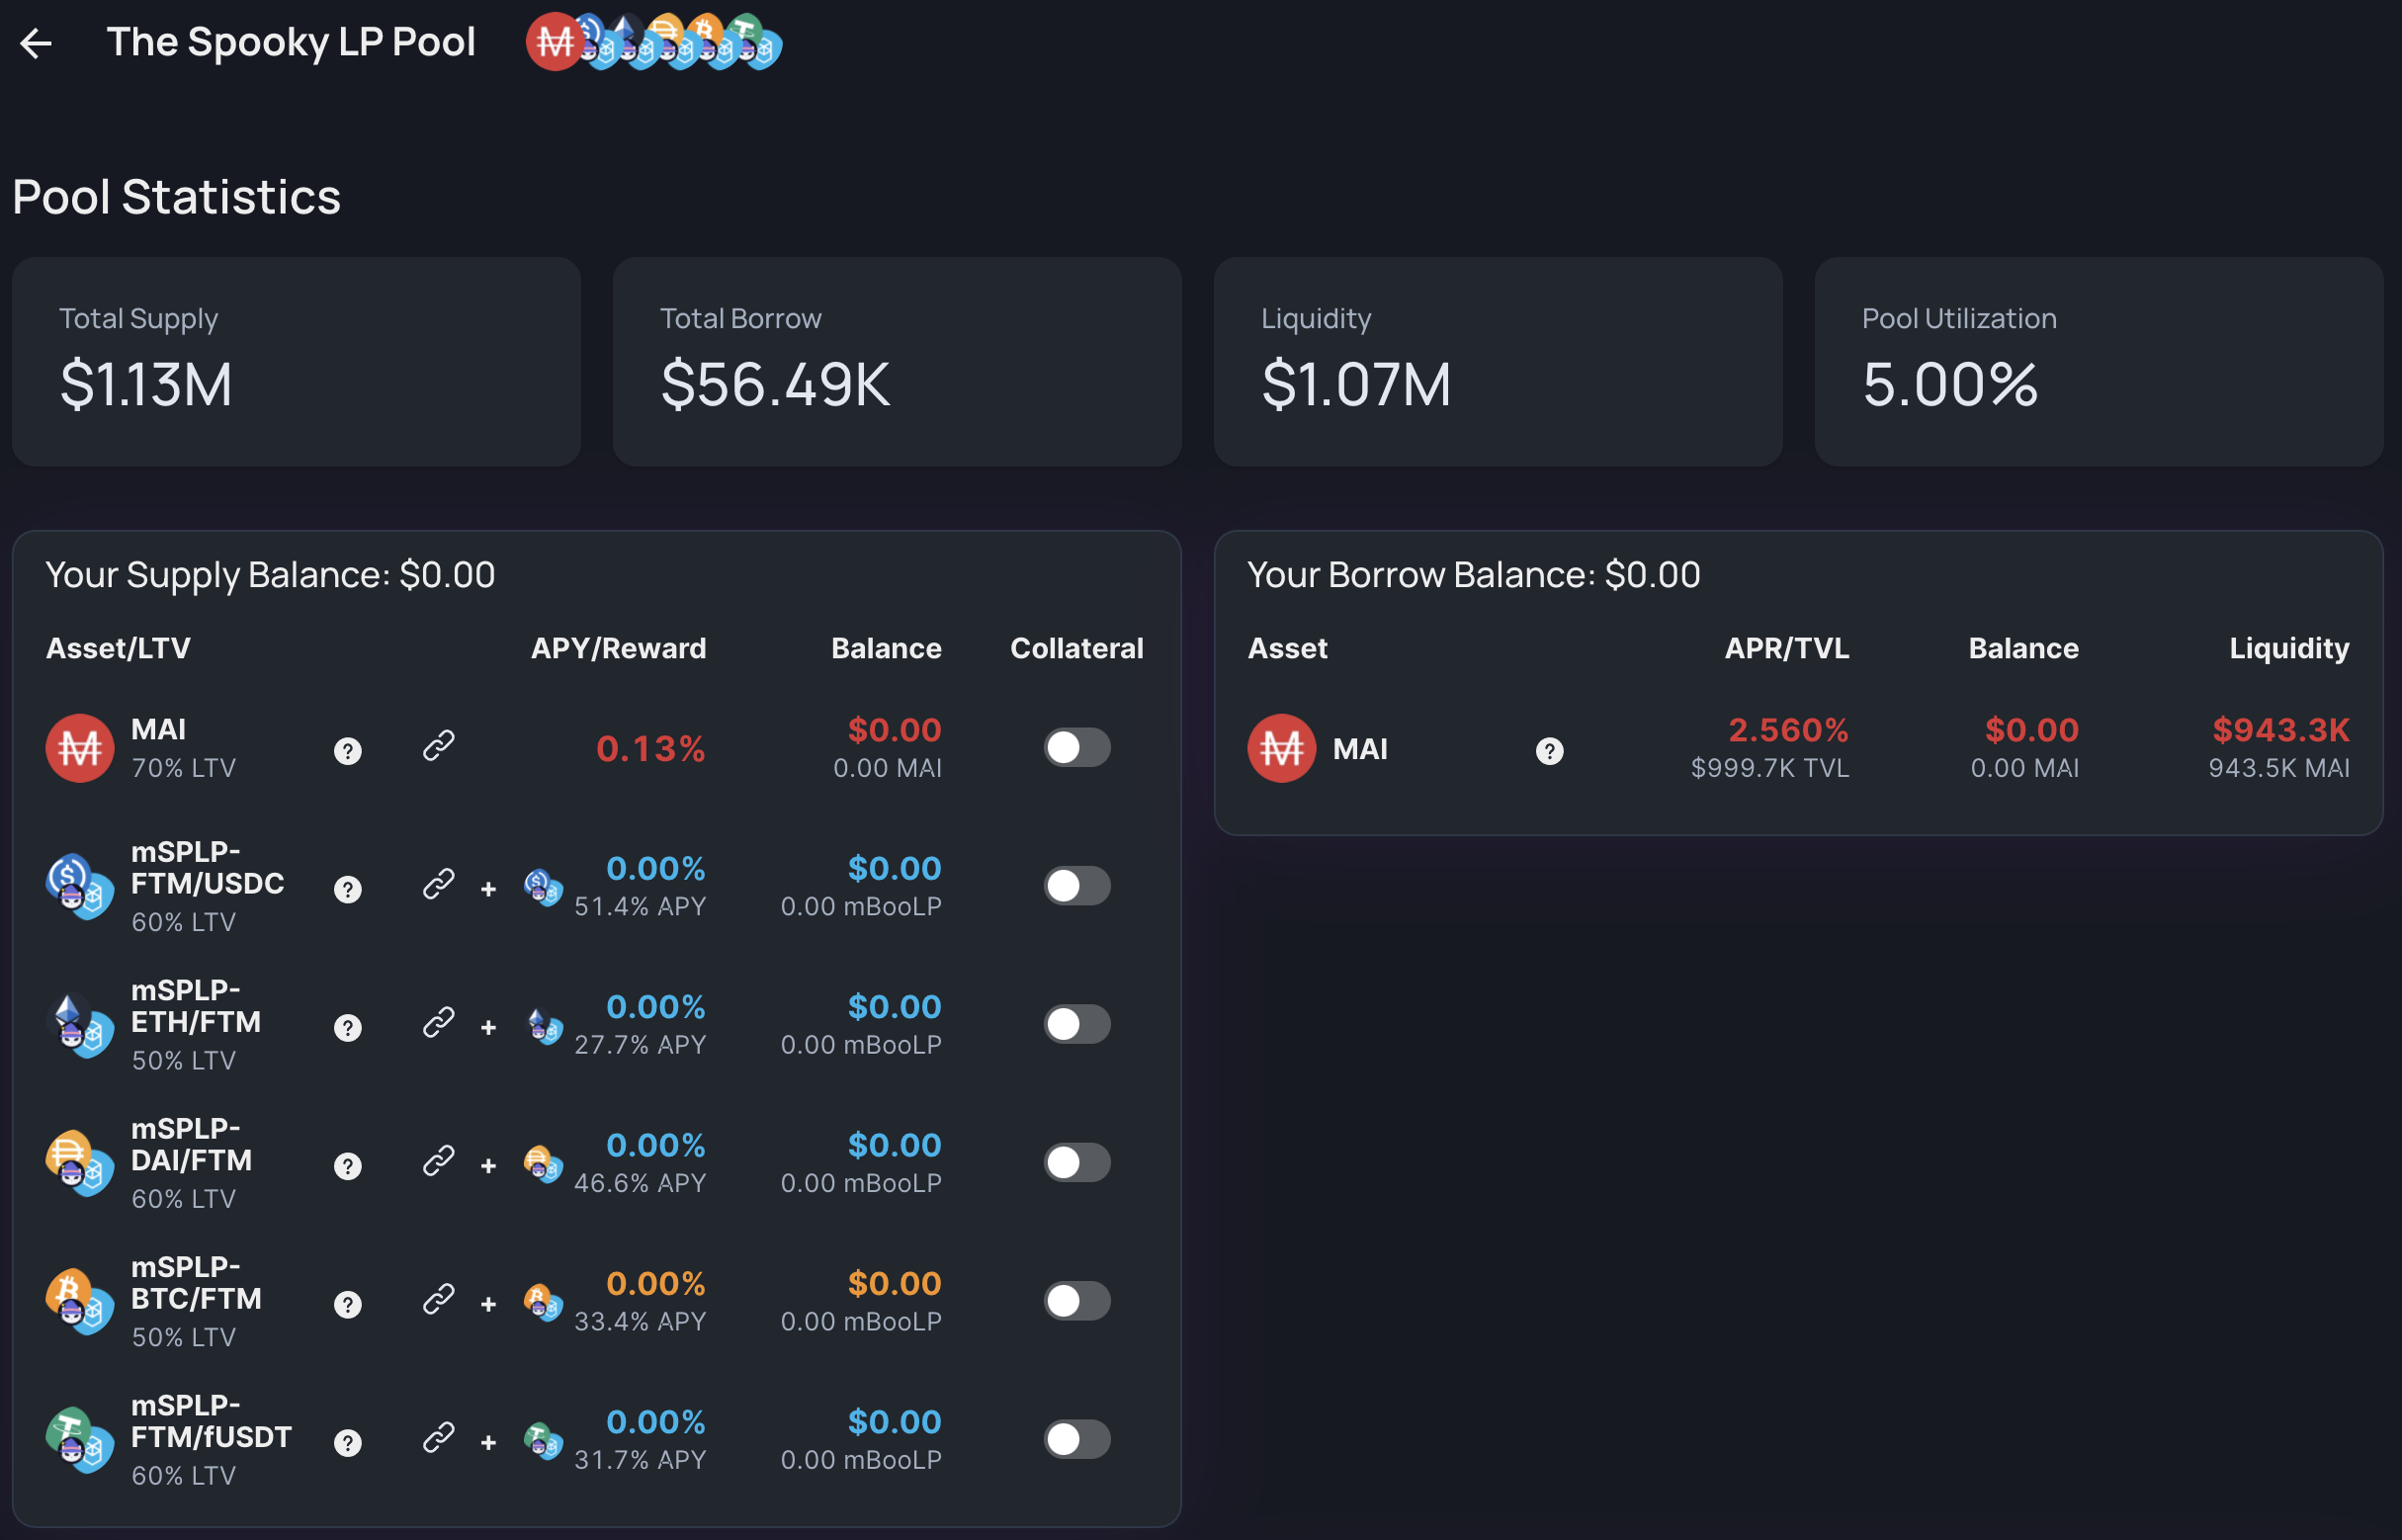 The Spooky LP Pool
Pool Statistics
Total Supply
$1.13M
Total Borrow
$56.49K
Liquidity
$1.07M
Pool Utilization
5.00%
Your Supply Balance: $0.00
Asset/LTV APY/Reward Balance Collateral
MAI
70% LTV
?
0.13%
$0.00
0.00 MAI
mSPLP-
FTM/USDC
60% LTV
?
+
0.00%
51.4% APY
$0.00
0.00 mBooLP
mSPLP-
ETH/FTM
50% LTV
?
+
0.00%
27.7% APY
$0.00
0.00 mBooLP
mSPLP-
DAI/FTM
60% LTV
?
+
0.00%
46.6% APY
$0.00
0.00 mBooLP
mSPLP-
BTC/FTM
50% LTV
?
+
0.00%
33.4% APY
$0.00
0.00 mBooLP
mSPLP-
FTM/fUSDT
60% LTV
?
+
0.00%
31.7% APY
$0.00
0.00 mBooLP
Your Borrow Balance: $0.00
Asset APR/TVL Balance Liquidity
MAI
?
2.560%
$999.7K TVL
$0.00
0.00 MAI
$943.3K
943.5K MAI